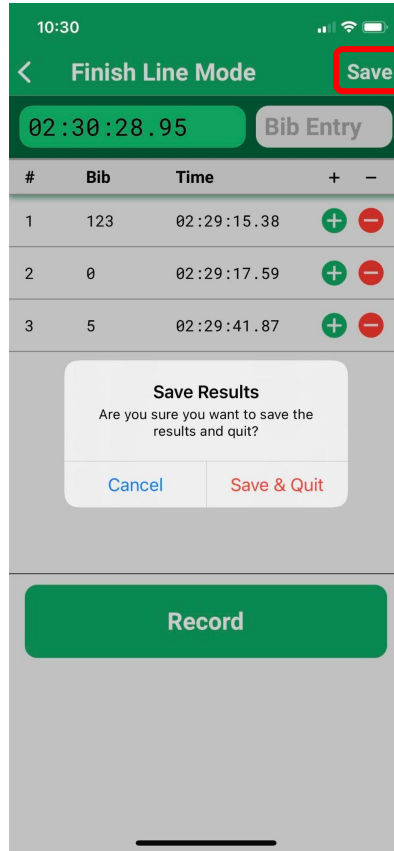 10:30
Finish Line Mode Save
02:30:28.95 Bib Entry
# Bib Time + −
1 123 02:29:15.38
2 0 02:29:17.59
3 5 02:29:41.87
Save Results
Are you sure you want to save the
results and quit?
Cancel Save & Quit
Record